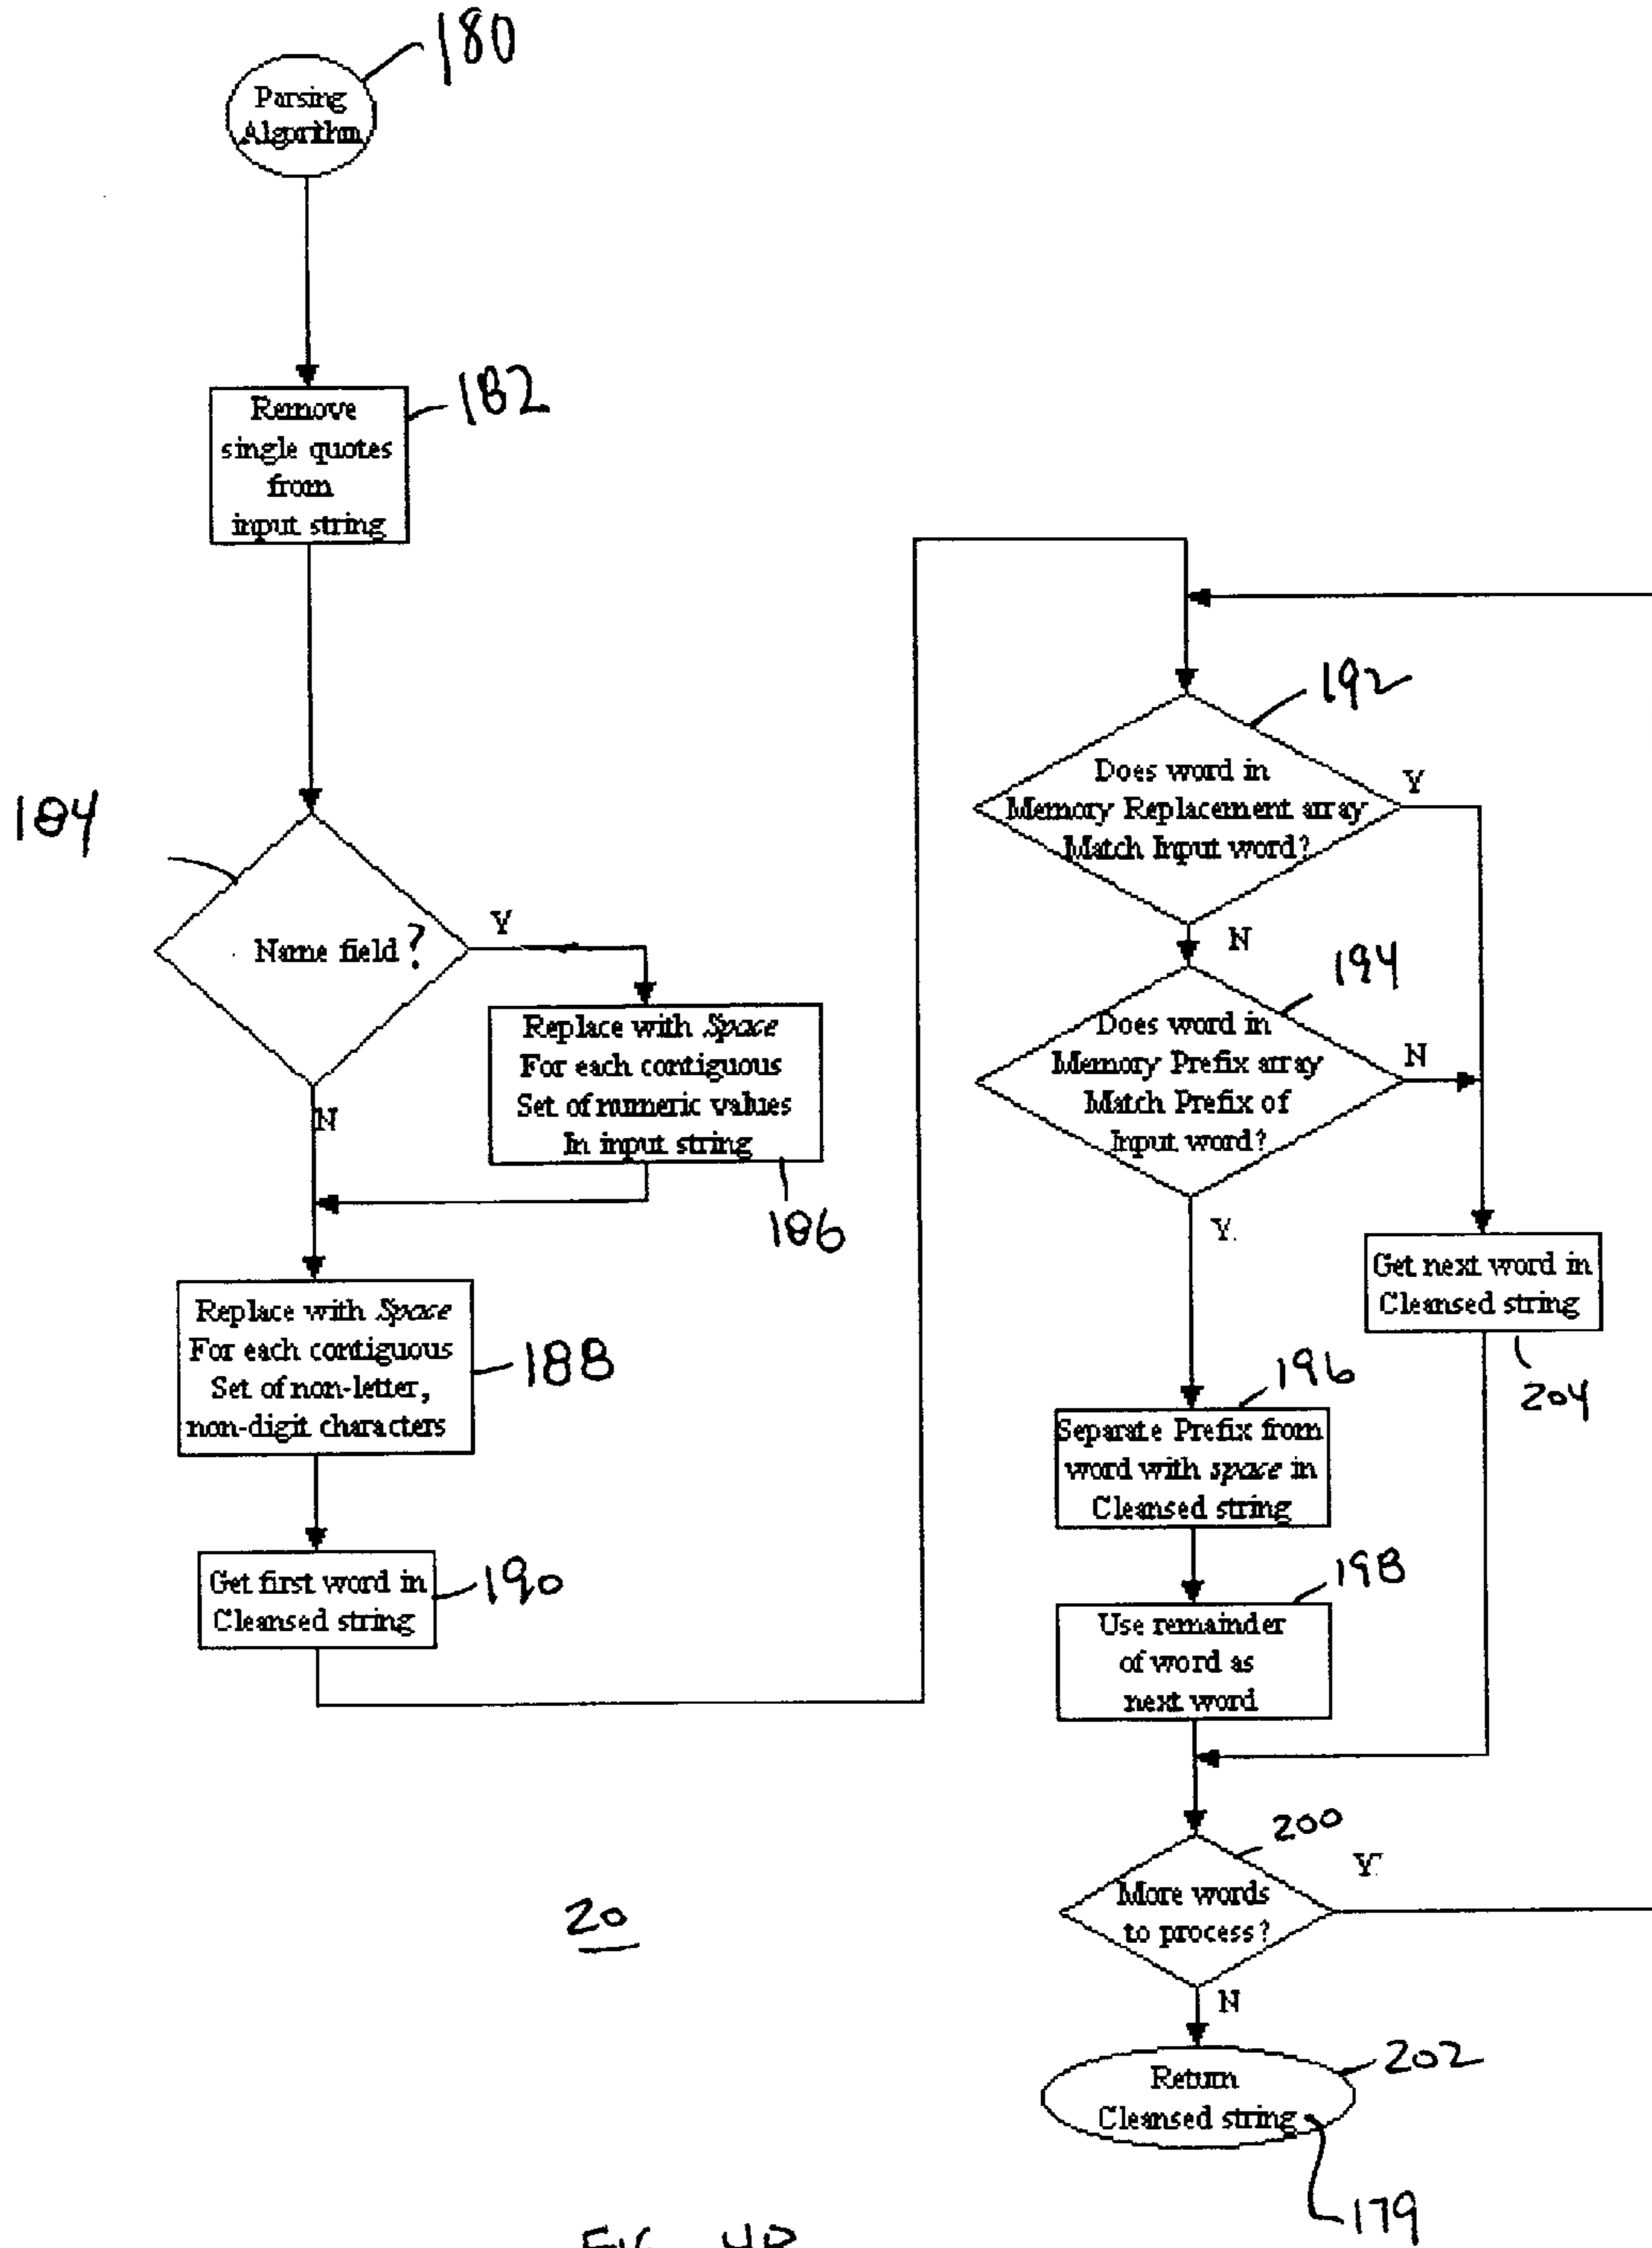 180
Parsing
Algorithm
182
Remove
single quotes
from
input string
184
Name field?
Y
N
Replace with Space
For each contiguous
Set of numeric values
In input string
186
Replace with Space
For each contiguous
Set of non-letter,
non-digit characters
188
Get first word in
Cleansed string
190
192
Does word in
Memory Replacement array
Match Input word?
Y
N
194
Does word in
Memory Prefix array
Match Prefix of
Input word?
N
Y
Get next word in
Cleansed string
204
196
Separate Prefix from
word with space in
Cleansed string
198
Use remainder
of word as
next word
200
More words
to process?
Y
N
202
Return
Cleansed string
179
20